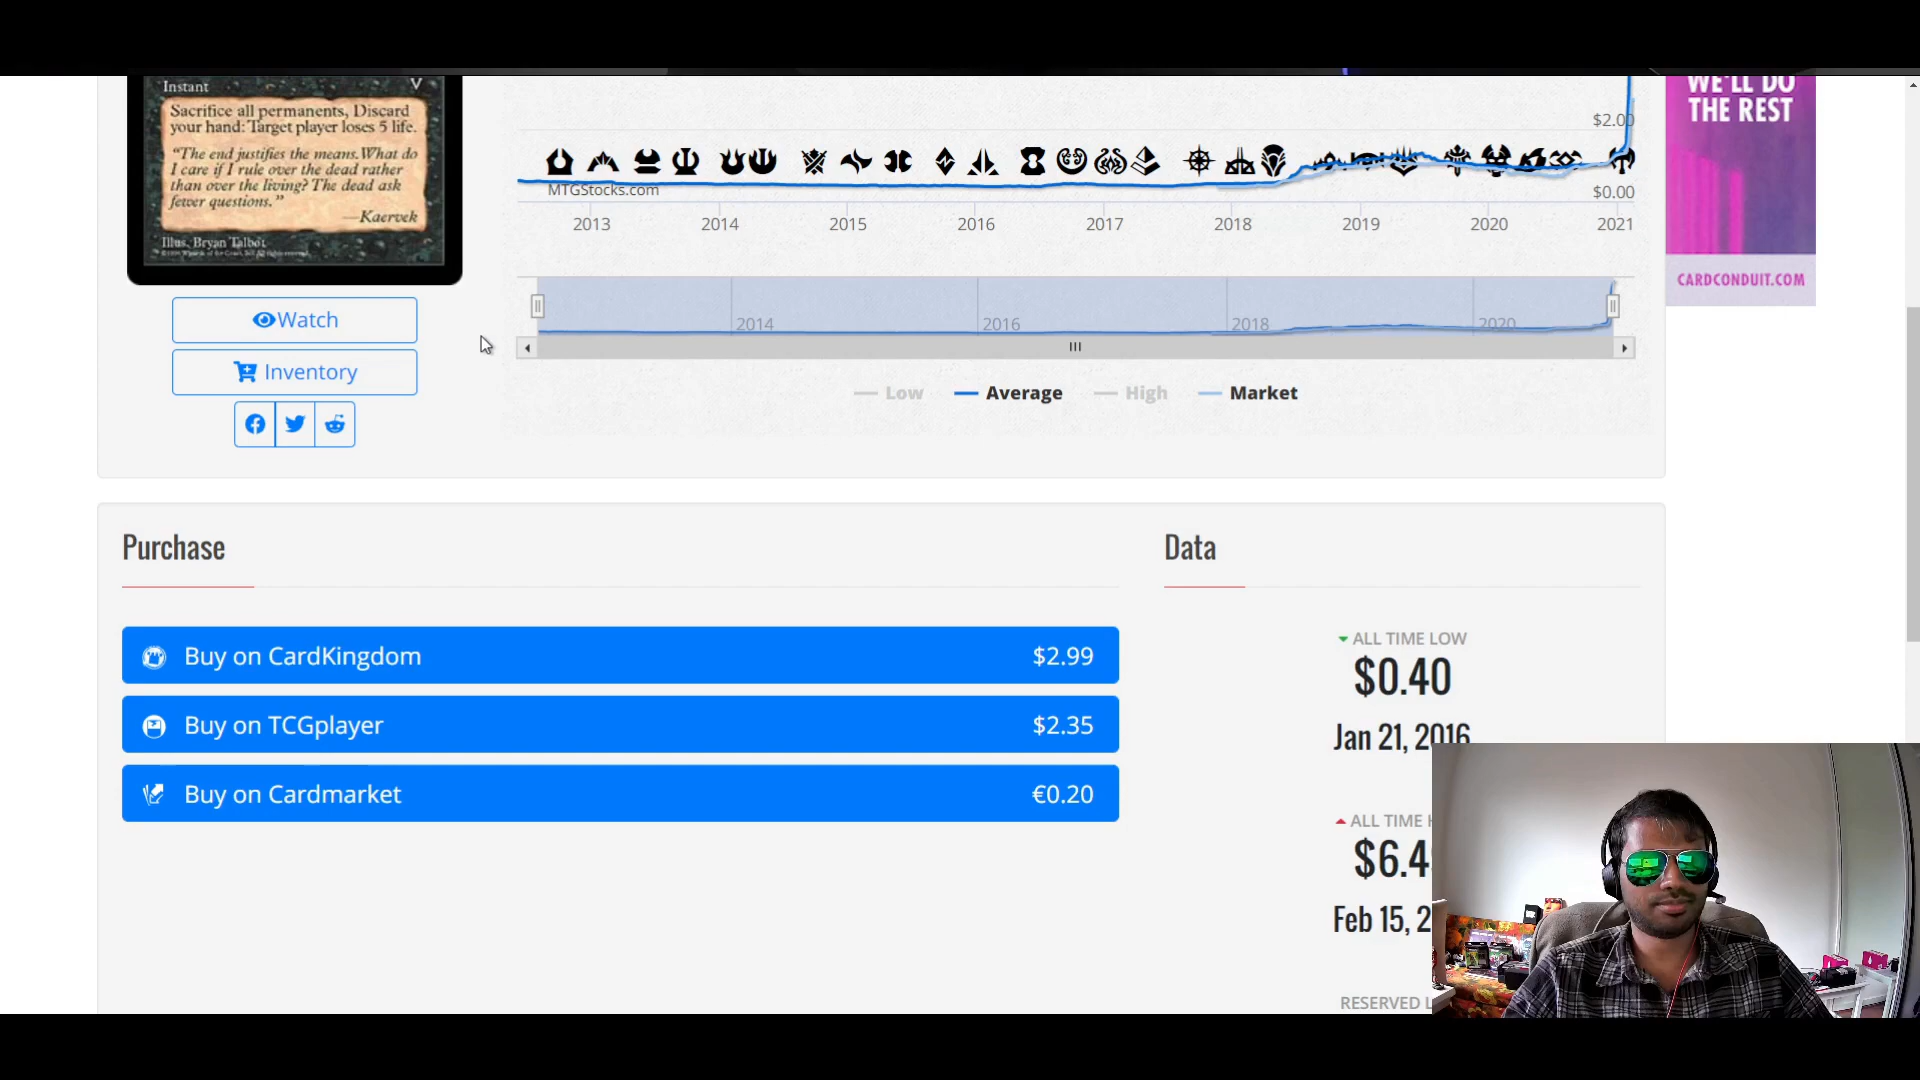 Instant
V
Sacrifice all permanents, Discard
your hand: Target player loses 5 life.
"The end justifies the means. What do
I care if I rule over the dead rather
than over the living? The dead ask
fewer questions."
—Kaervek
Illus. Bryan Talbot
Watch
Inventory
$2.00
$0.00
MTGStocks.com
2013
2014
2015
2016
2017
2018
2019
2020
2021
2014
2016
2018
2020
Low
Average
High
Market
WE'LL DO
THE REST
CARDCONDUIT.COM
Purchase
Buy on CardKingdom
$2.99
Buy on TCGplayer
$2.35
Buy on Cardmarket
€0.20
Data
ALL TIME LOW
$0.40
Jan 21, 2016
ALL TIME
$6.4
Feb 15, 2
RESERVED